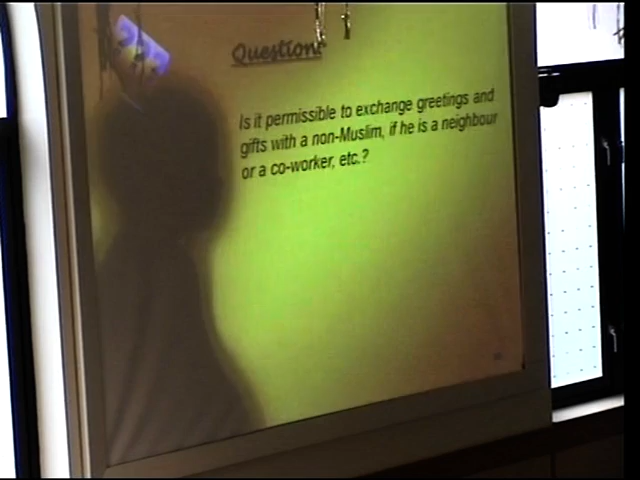 Question:
Is it permissible to exchange greetings and
gifts with a non-Muslim, if he is a neighbour
or a co-worker, etc.?